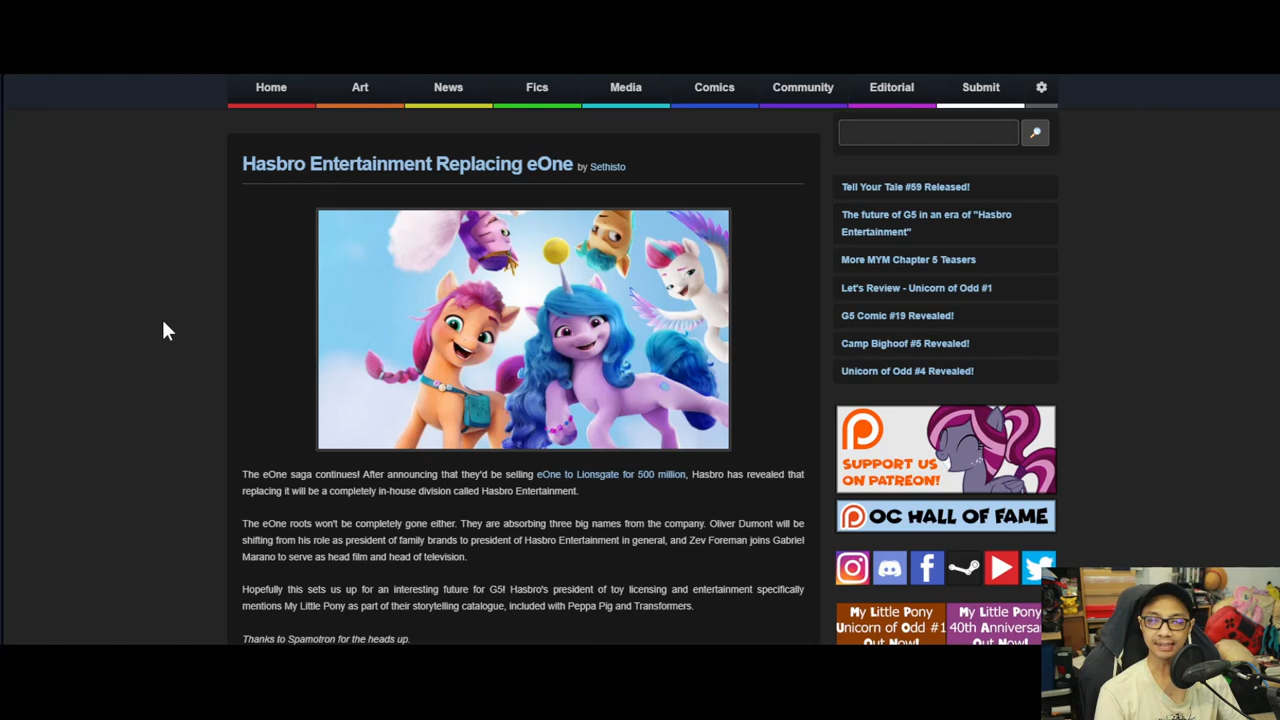 Home Art News Fics Media Comics Community Editorial Submit
Hasbro Entertainment Replacing eOne by Sethisto
The eOne saga continues! After announcing that they'd be selling eOne to Lionsgate for 500 million, Hasbro has revealed that
replacing it will be a completely in-house division called Hasbro Entertainment.
The eOne roots won't be completely gone either. They are absorbing three big names from the company. Oliver Dumont will be
shifting from his role as president of family brands to president of Hasbro Entertainment in general, and Zev Foreman joins Gabriel
Marano to serve as head film and head of television.
Hopefully this sets us up for an interesting future for G5! Hasbro's president of toy licensing and entertainment specifically
mentions My Little Pony as part of their storytelling catalogue, included with Peppa Pig and Transformers.
Thanks to Spamotron for the heads up.
Tell Your Tale #59 Released!
The future of G5 in an era of "Hasbro
Entertainment"
More MYM Chapter 5 Teasers
Let's Review - Unicorn of Odd #1
G5 Comic #19 Revealed!
Camp Bighoof #5 Revealed!
Unicorn of Odd #4 Revealed!
SUPPORT US
ON PATREON!
OC HALL OF FAME
My Little Pony
Unicorn of Odd #1
Out Now!
My Little Pony
40th Anniversa
Out Now!